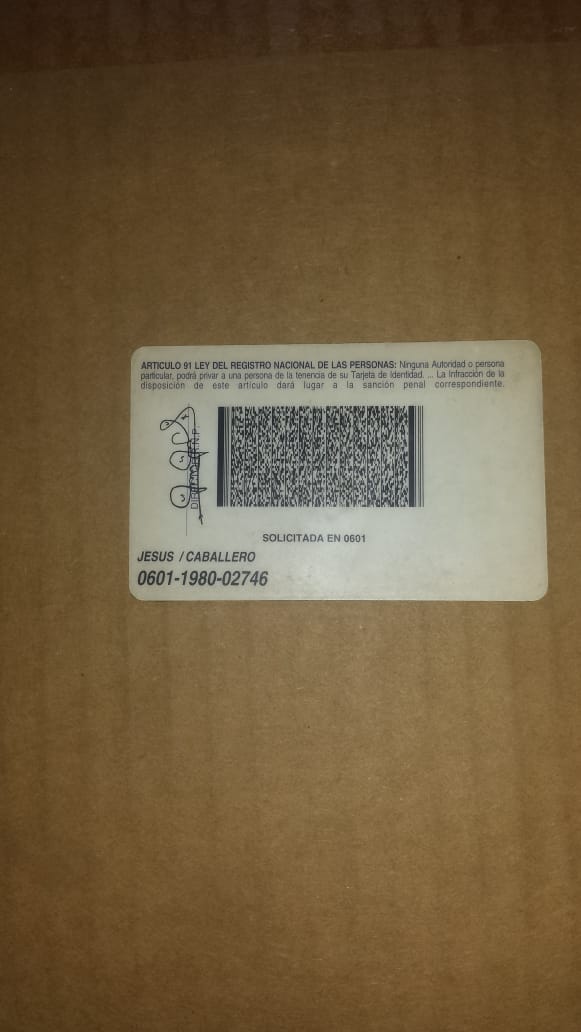 ARTICULO 91 LEY DEL REGISTRO NACIONAL DE LAS PERSONAS: Ninguna Autoridad o persona
particular, podrá privar a una persona de la tenencia de su Tarjeta de Identidad. ... La Infracción de la
disposición de este artículo dará lugar a la sanción penal correspondiente.
SOLICITADA EN 0601
JESUS / CABALLERO
0601-1980-02746